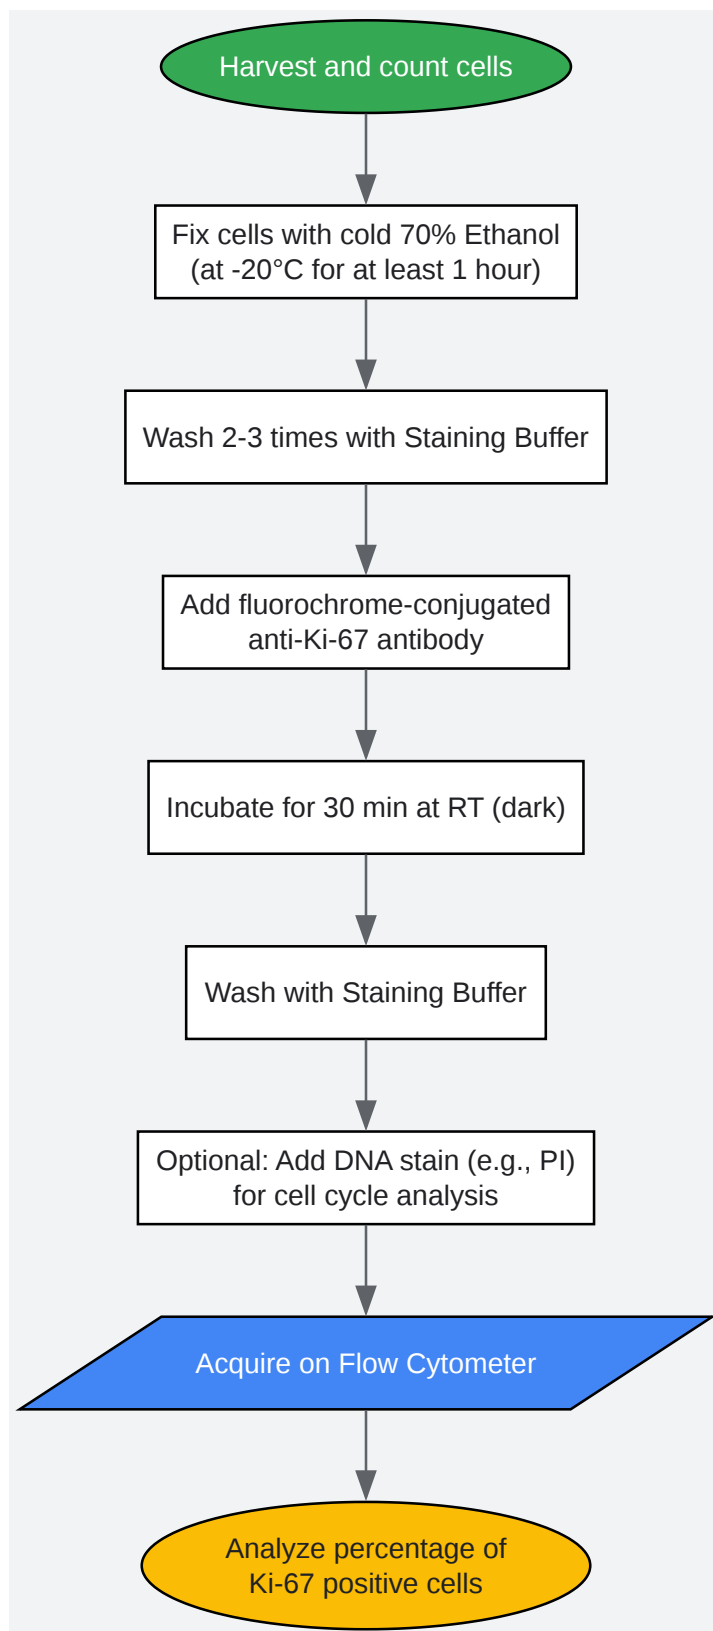 Harvest and count cells
Fix cells with cold 70% Ethanol
(at -20°C for at least 1 hour)
Wash 2-3 times with Staining Buffer
Add fluorochrome-conjugated
anti-Ki-67 antibody
Incubate for 30 min at RT (dark)
Wash with Staining Buffer
Optional: Add DNA stain (e.g., PI)
for cell cycle analysis
Acquire on Flow Cytometer
Analyze percentage of
Ki-67 positive cells